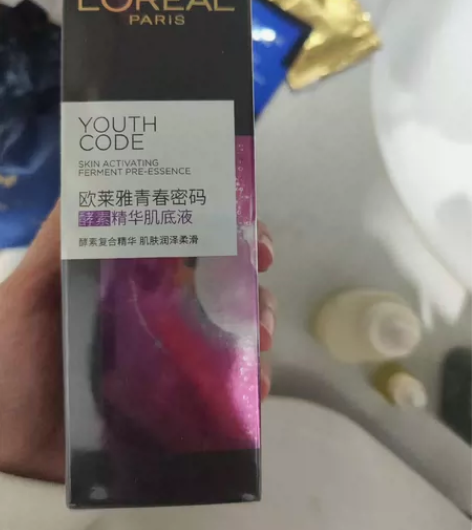 L'ORÉAL
PARIS
YOUTH
CODE
SKIN ACTIVATING
FERMENT PRE-ESSENCE
欧莱雅青春密码
酵素精华肌底液
酵素复合精华 肌肤润泽柔滑